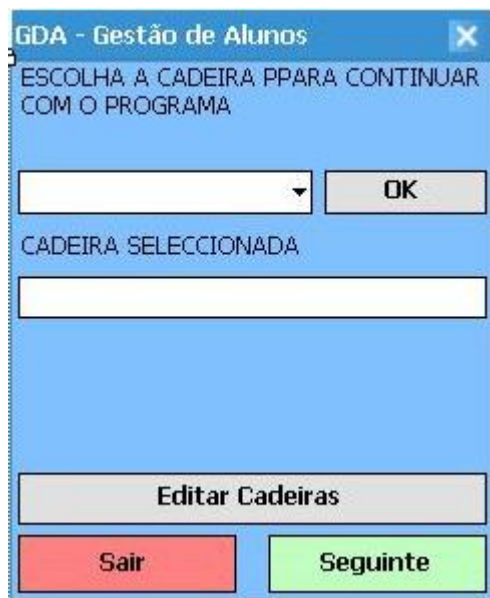 GDA - Gestão de Alunos
ESCOLHA A CADEIRA PPARA CONTINUAR
COM O PROGRAMA
OK
CADEIRA SELECCIONADA
Editar Cadeiras
Sair
Seguinte